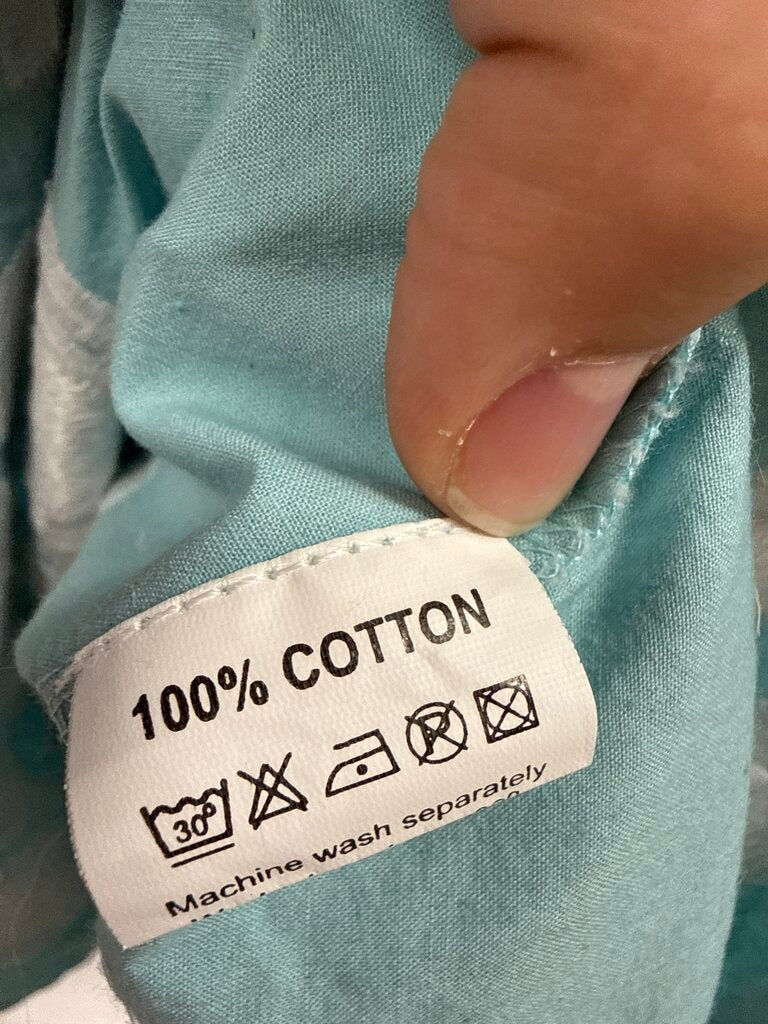 100% COTTON
30°
P
Machine wash separately